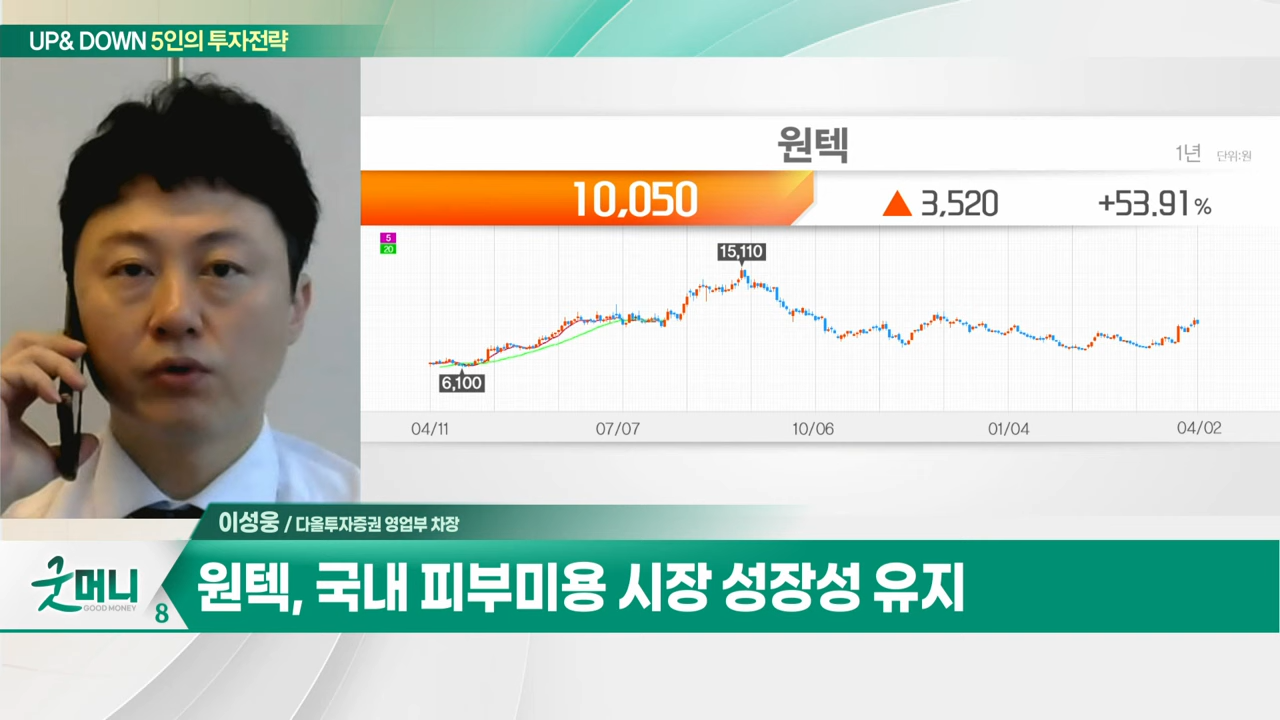 UP& DOWN 5인의 투자전략
원텍
1년 단위:원
10,050 ▲ 3,520 +53.91%
5
20
15,110
6,100
04/11 07/07 10/06 01/04 04/02
이성웅 / 다올투자증권 영업부 차장
굿머니
GOOD MONEY
8
원텍, 국내 피부미용 시장 성장성 유지